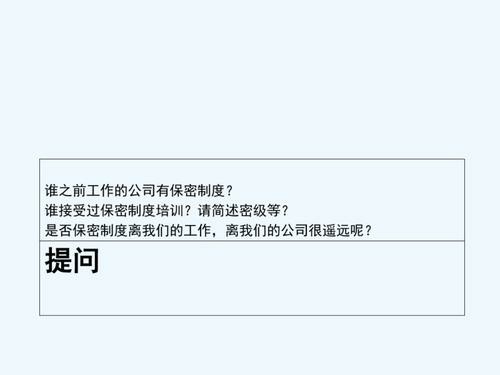 谁之前工作的公司有保密制度？
谁接受过保密制度培训？请简述密级等？
是否保密制度离我们的工作，离我们的公司很遥远呢？
提问